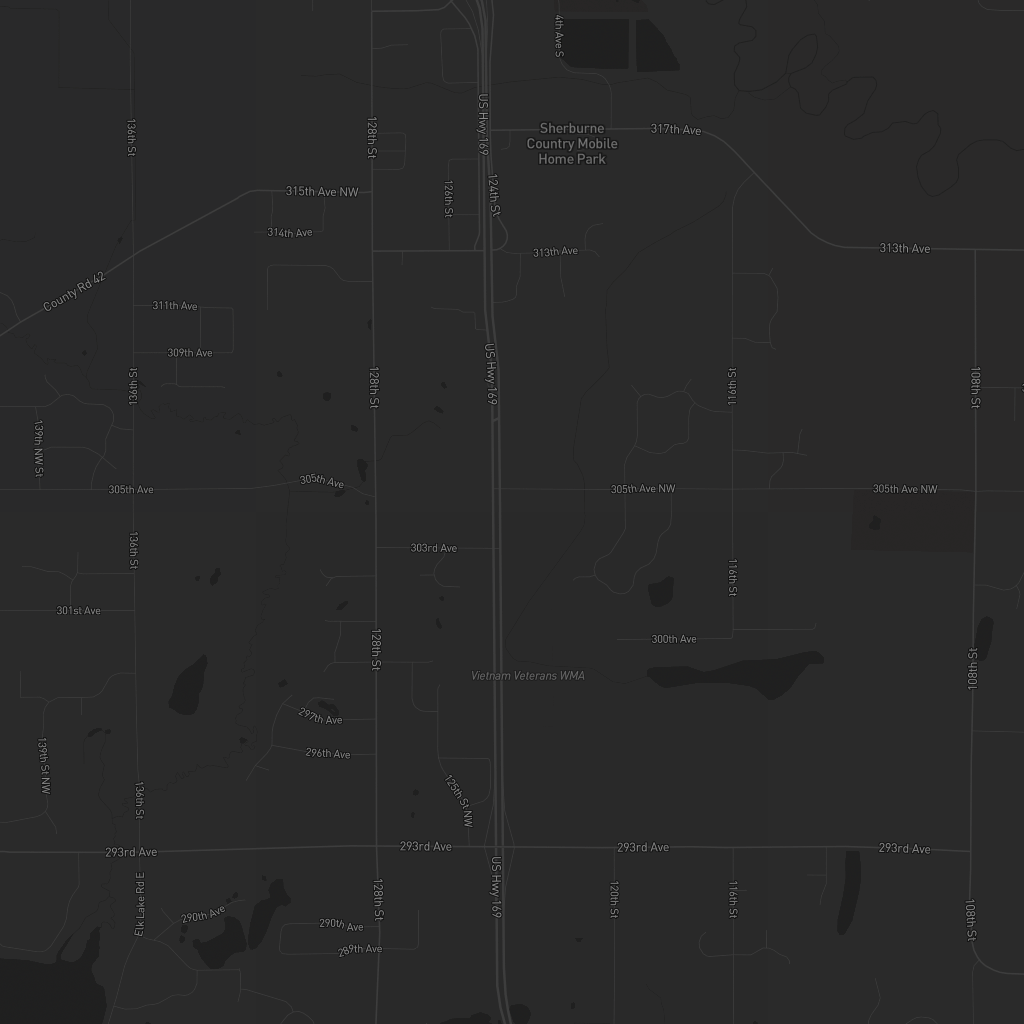 4th Ave S
136th St
128th St
US Hwy 169
Sherburne
Country Mobile
Home Park
317th Ave
315th Ave NW
126th St
124th St
314th Ave
313th Ave
313th Ave
County Rd 42
311th Ave
309th Ave
136th St
128th St
US Hwy 169
116th St
108th St
139th NW St
305th Ave
305th Ave
305th Ave NW
305th Ave NW
136th St
303rd Ave
116th St
301st Ave
128th St
300th Ave
108th St
Vietnam Veterans WMA
297th Ave
139th St NW
296th Ave
136th St
125th St NW
293rd Ave
293rd Ave
293rd Ave
293rd Ave
Elk Lake Rd E
128th St
US Hwy 169
120th St
116th St
108th St
290th Ave
290th Ave
289th Ave